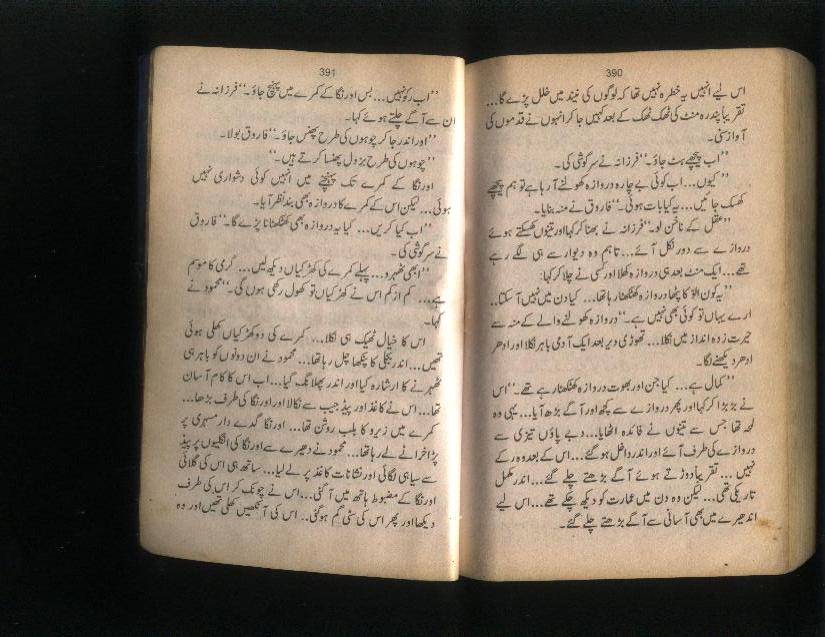 390
اس لیے انہیں یہ خطرہ نہیں تھا کہ لوگوں کی نیند میں خلل پڑے گا...
تقریباً پندرہ منٹ کی ٹھک ٹھک کے بعد کہیں جا کر انہوں نے قدموں کی
آواز سنی۔
"اب پیچھے ہٹ جاؤ۔" فرزانہ نے سرگوشی کی۔
"کیوں... اب کوئی بے چارہ دروازہ کھولنے آ رہا ہے تو ہم پیچھے
کھسک جائیں... یہ کیا بات ہوئی۔" فاروق نے منہ بنایا۔
"عقل کے ناخن لو۔" فرزانہ نے بھنا کر کہا اور تینوں کھسکتے ہوئے
دروازے سے دور نکل آئے... تاہم وہ دیوار سے ہی لگے رہے
تھے... ایک منٹ بعد ہی دروازہ کھلا اور کسی نے چلا کر کہا:
"یہ کون الو کا پٹھا دروازہ کھٹکھٹا رہا تھا... کیا دن میں نہیں آ سکتا..
ارے یہاں تو کوئی بھی نہیں ہے۔" دروازہ کھولنے والے کے منہ سے
حیرت زدہ انداز میں نکلا... تھوڑی دیر بعد ایک آدمی باہر نکلا اور ادھر
ادھر دیکھنے لگا۔
"کمال ہے... کیا جن اور بھوت دروازہ کھٹکھٹا رہے تھے۔" اس
نے بڑبڑا کر کہا اور پھر دروازے سے کچھ اور آگے بڑھ آیا... یہی وہ
لمحہ تھا جس سے تینوں نے فائدہ اٹھایا... دبے پاؤں تیزی سے
دروازے کی طرف آئے اور اندر داخل ہو گئے... اس کے بعد وہ رکے
نہیں... تقریباً دوڑتے ہوئے آگے بڑھتے چلے گئے... اندر مکمل
تاریکی تھی... لیکن وہ دن میں عمارت کو دیکھ چکے تھے... اس لیے
اندھیرے میں بھی آسانی سے آگے بڑھتے چلے گئے۔
391
"اب رکو نہیں... بس اور نگا کے کمرے میں پہنچ جاؤ۔" فرزانہ نے
ان سے آگے چلتے ہوئے کہا۔
"اور اندر جا کر چوہوں کی طرح پھنس جاؤ۔" فاروق بولا۔
"چوہوں کی طرح بزدل پھنسا کرتے ہیں۔"
اورنگا کے کمرے تک پہنچنے میں انہیں کوئی دشواری نہیں
ہوئی... لیکن اس کے کمرے کا دروازہ بھی بند نظر آیا۔
"اب کیا کریں... کیا یہ دروازہ بھی کھٹکھٹانا پڑے گا۔" فاروق
نے سرگوشی کی۔
"ابھی ٹھہرو... پہلے کمرے کی کھڑکیاں دیکھ لیں... گرمی کا موسم
ہے... کم از کم اس نے کھڑکیاں تو کھول رکھی ہوں گی۔" محمود نے
کہا۔
اس کا خیال ٹھیک ہی نکلا... کمرے کی دو کھڑکیاں کھلی ہوئی
تھیں... اندر بجلی کا پنکھا چل رہا تھا... محمود نے ان دونوں کو باہر ہی
ٹھہرنے کا اشارہ کیا اور اندر پھلانگ گیا... اب اس کا کام آسان
تھا... اس نے کاغذ اور پیڈ جیب سے نکالا اور اورنگا کی طرف بڑھا...
کمرے میں زیرو کا بلب روشن تھا... اورنگا گدے دار مسہری پر
پڑا خراٹے لے رہا تھا... محمود نے دھیرے سے اورنگا کی انگلیوں پر پیڈ
سے سیاہی لگائی اور نشانات کاغذ پر لے لیا... ساتھ ہی اس کی کلائی
اورنگا کے مضبوط ہاتھ میں آ گئی... اس نے چونک کر اس کی طرف
دیکھا اور پھر اس کی سٹی گم ہو گئی.. اس کی آنکھیں کھلی تھیں اور وہ